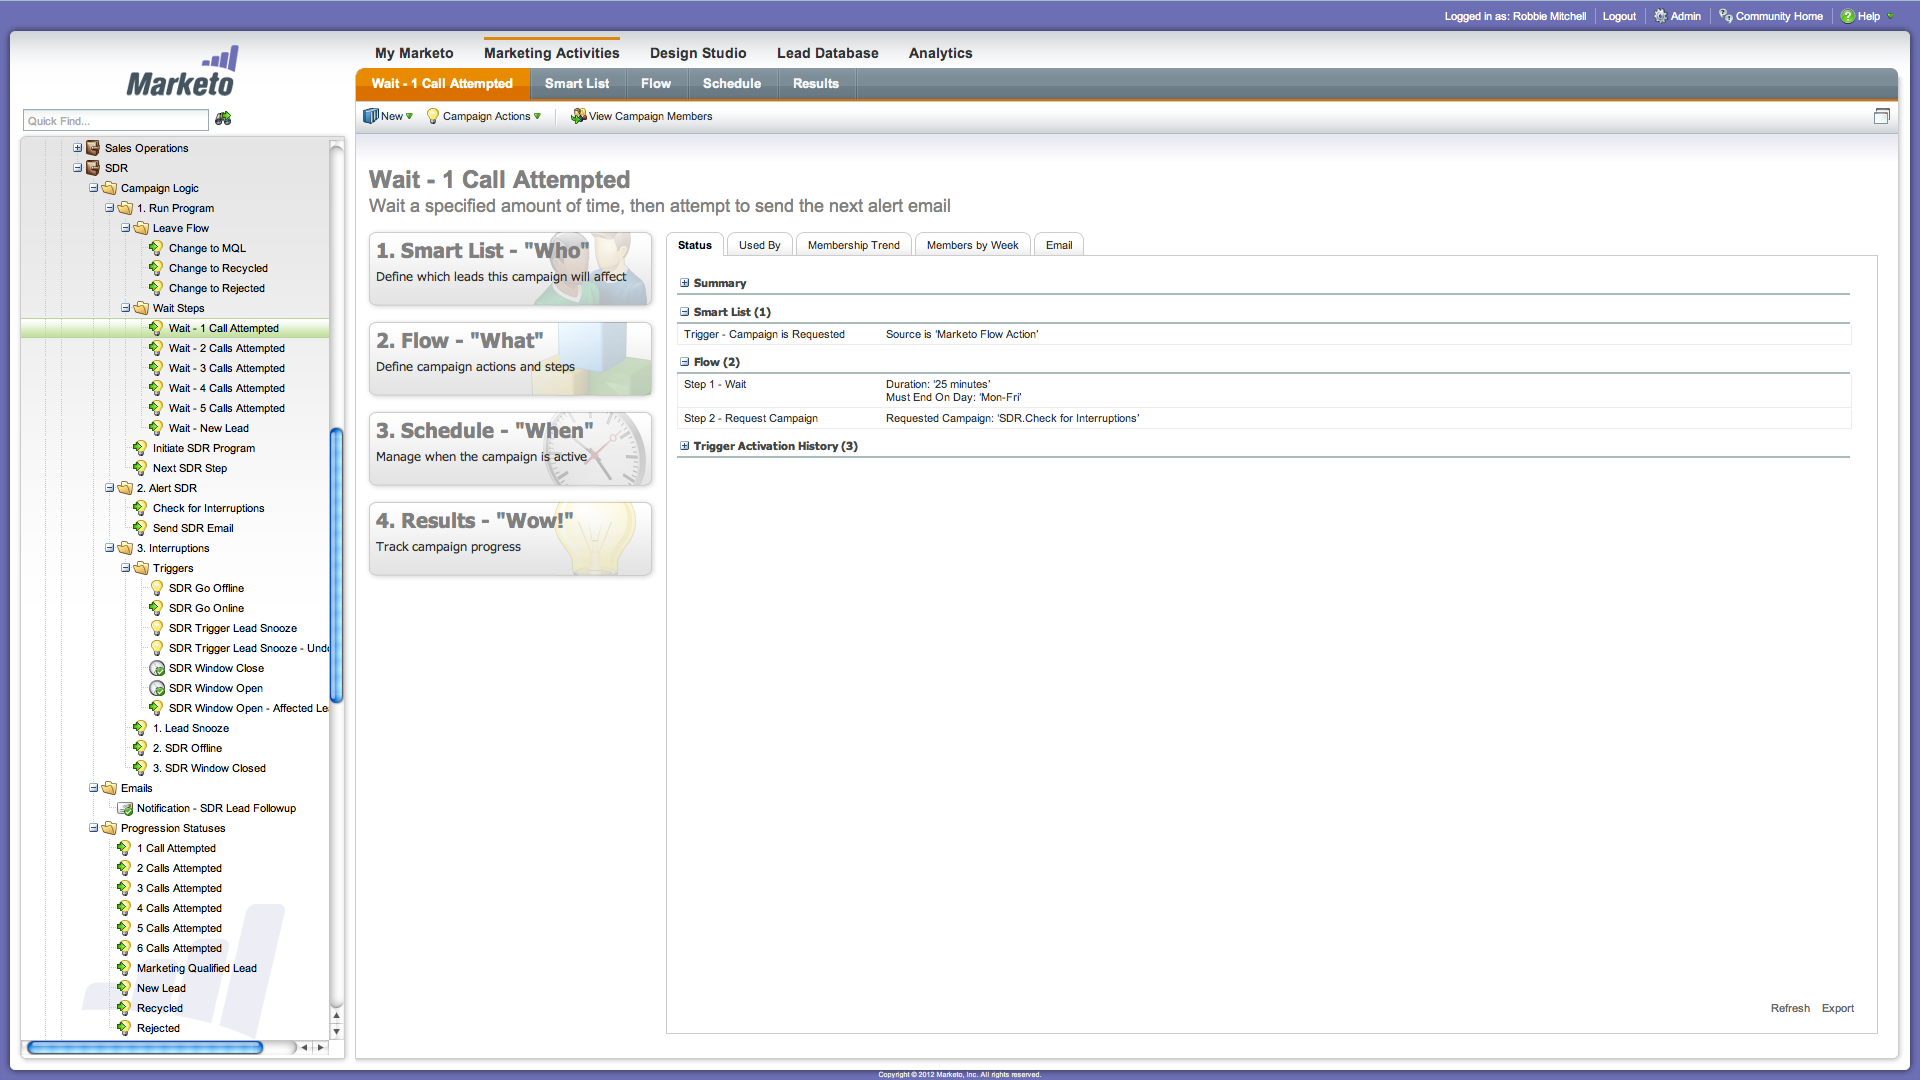 Logged in as: Robbie Mitchell
Logout
Admin
Community Home
Help
Marketo
My Marketo
Marketing Activities
Design Studio
Lead Database
Analytics
Wait - 1 Call Attempted
Smart List
Flow
Schedule
Results
Quick Find...
New
Campaign Actions
View Campaign Members
Sales Operations
SDR
Campaign Logic
1. Run Program
Leave Flow
Change to MQL
Change to Recycled
Change to Rejected
Wait Steps
Wait - 1 Call Attempted
Wait - 2 Calls Attempted
Wait - 3 Calls Attempted
Wait - 4 Calls Attempted
Wait - 5 Calls Attempted
Wait - New Lead
Initiate SDR Program
Next SDR Step
2. Alert SDR
Check for Interruptions
Send SDR Email
3. Interruptions
Triggers
SDR Go Offline
SDR Go Online
SDR Trigger Lead Snooze
SDR Trigger Lead Snooze - Undo
SDR Window Close
SDR Window Open
SDR Window Open - Affected Le
1. Lead Snooze
2. SDR Offline
3. SDR Window Closed
Emails
Notification - SDR Lead Followup
Progression Statuses
1 Call Attempted
2 Calls Attempted
3 Calls Attempted
4 Calls Attempted
5 Calls Attempted
6 Calls Attempted
Marketing Qualified Lead
New Lead
Recycled
Rejected
Wait - 1 Call Attempted
Wait a specified amount of time, then attempt to send the next alert email
1. Smart List - "Who"
Define which leads this campaign will affect
2. Flow - "What"
Define campaign actions and steps
3. Schedule - "When"
Manage when the campaign is active
4. Results - "Wow!"
Track campaign progress
Status
Used By
Membership Trend
Members by Week
Email
Summary
Smart List (1)
Trigger - Campaign is Requested
Source is 'Marketo Flow Action'
Flow (2)
Step 1 - Wait
Duration: '25 minutes'
Must End On Day: 'Mon-Fri'
Step 2 - Request Campaign
Requested Campaign: 'SDR.Check for Interruptions'
Trigger Activation History (3)
Refresh
Export
Copyright © 2012 Marketo, Inc. All rights reserved.